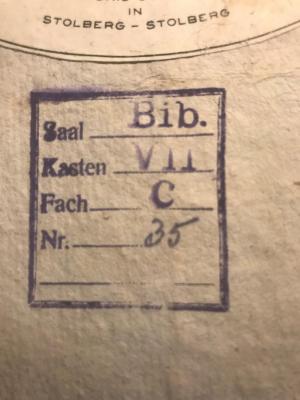 IN
STOLBERG - STOLBERG
Saal Bib.
Kasten VII
Fach C
Nr. 35